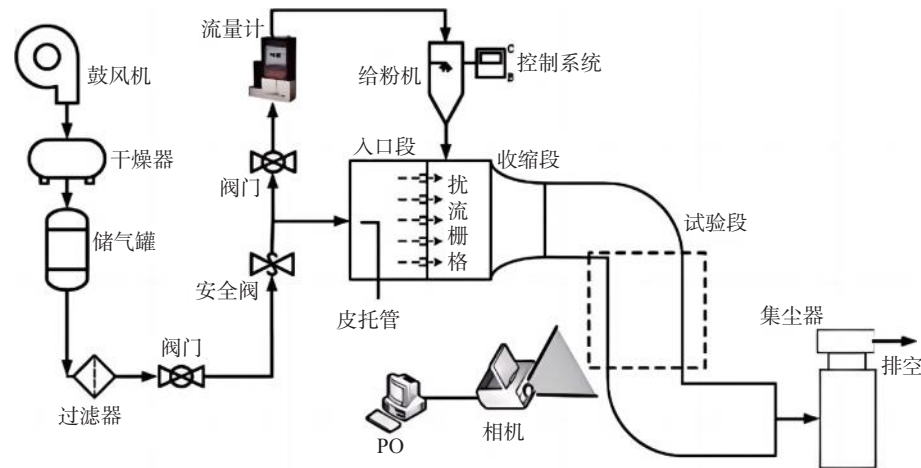 流量计
鼓风机
给粉机
C
控制系统
B
干燥器
阀门
入口段
收缩段
扰
流
栅
格
试验段
储气罐
安全阀
皮托管
集尘器
阀门
排空
过滤器
PO
相机